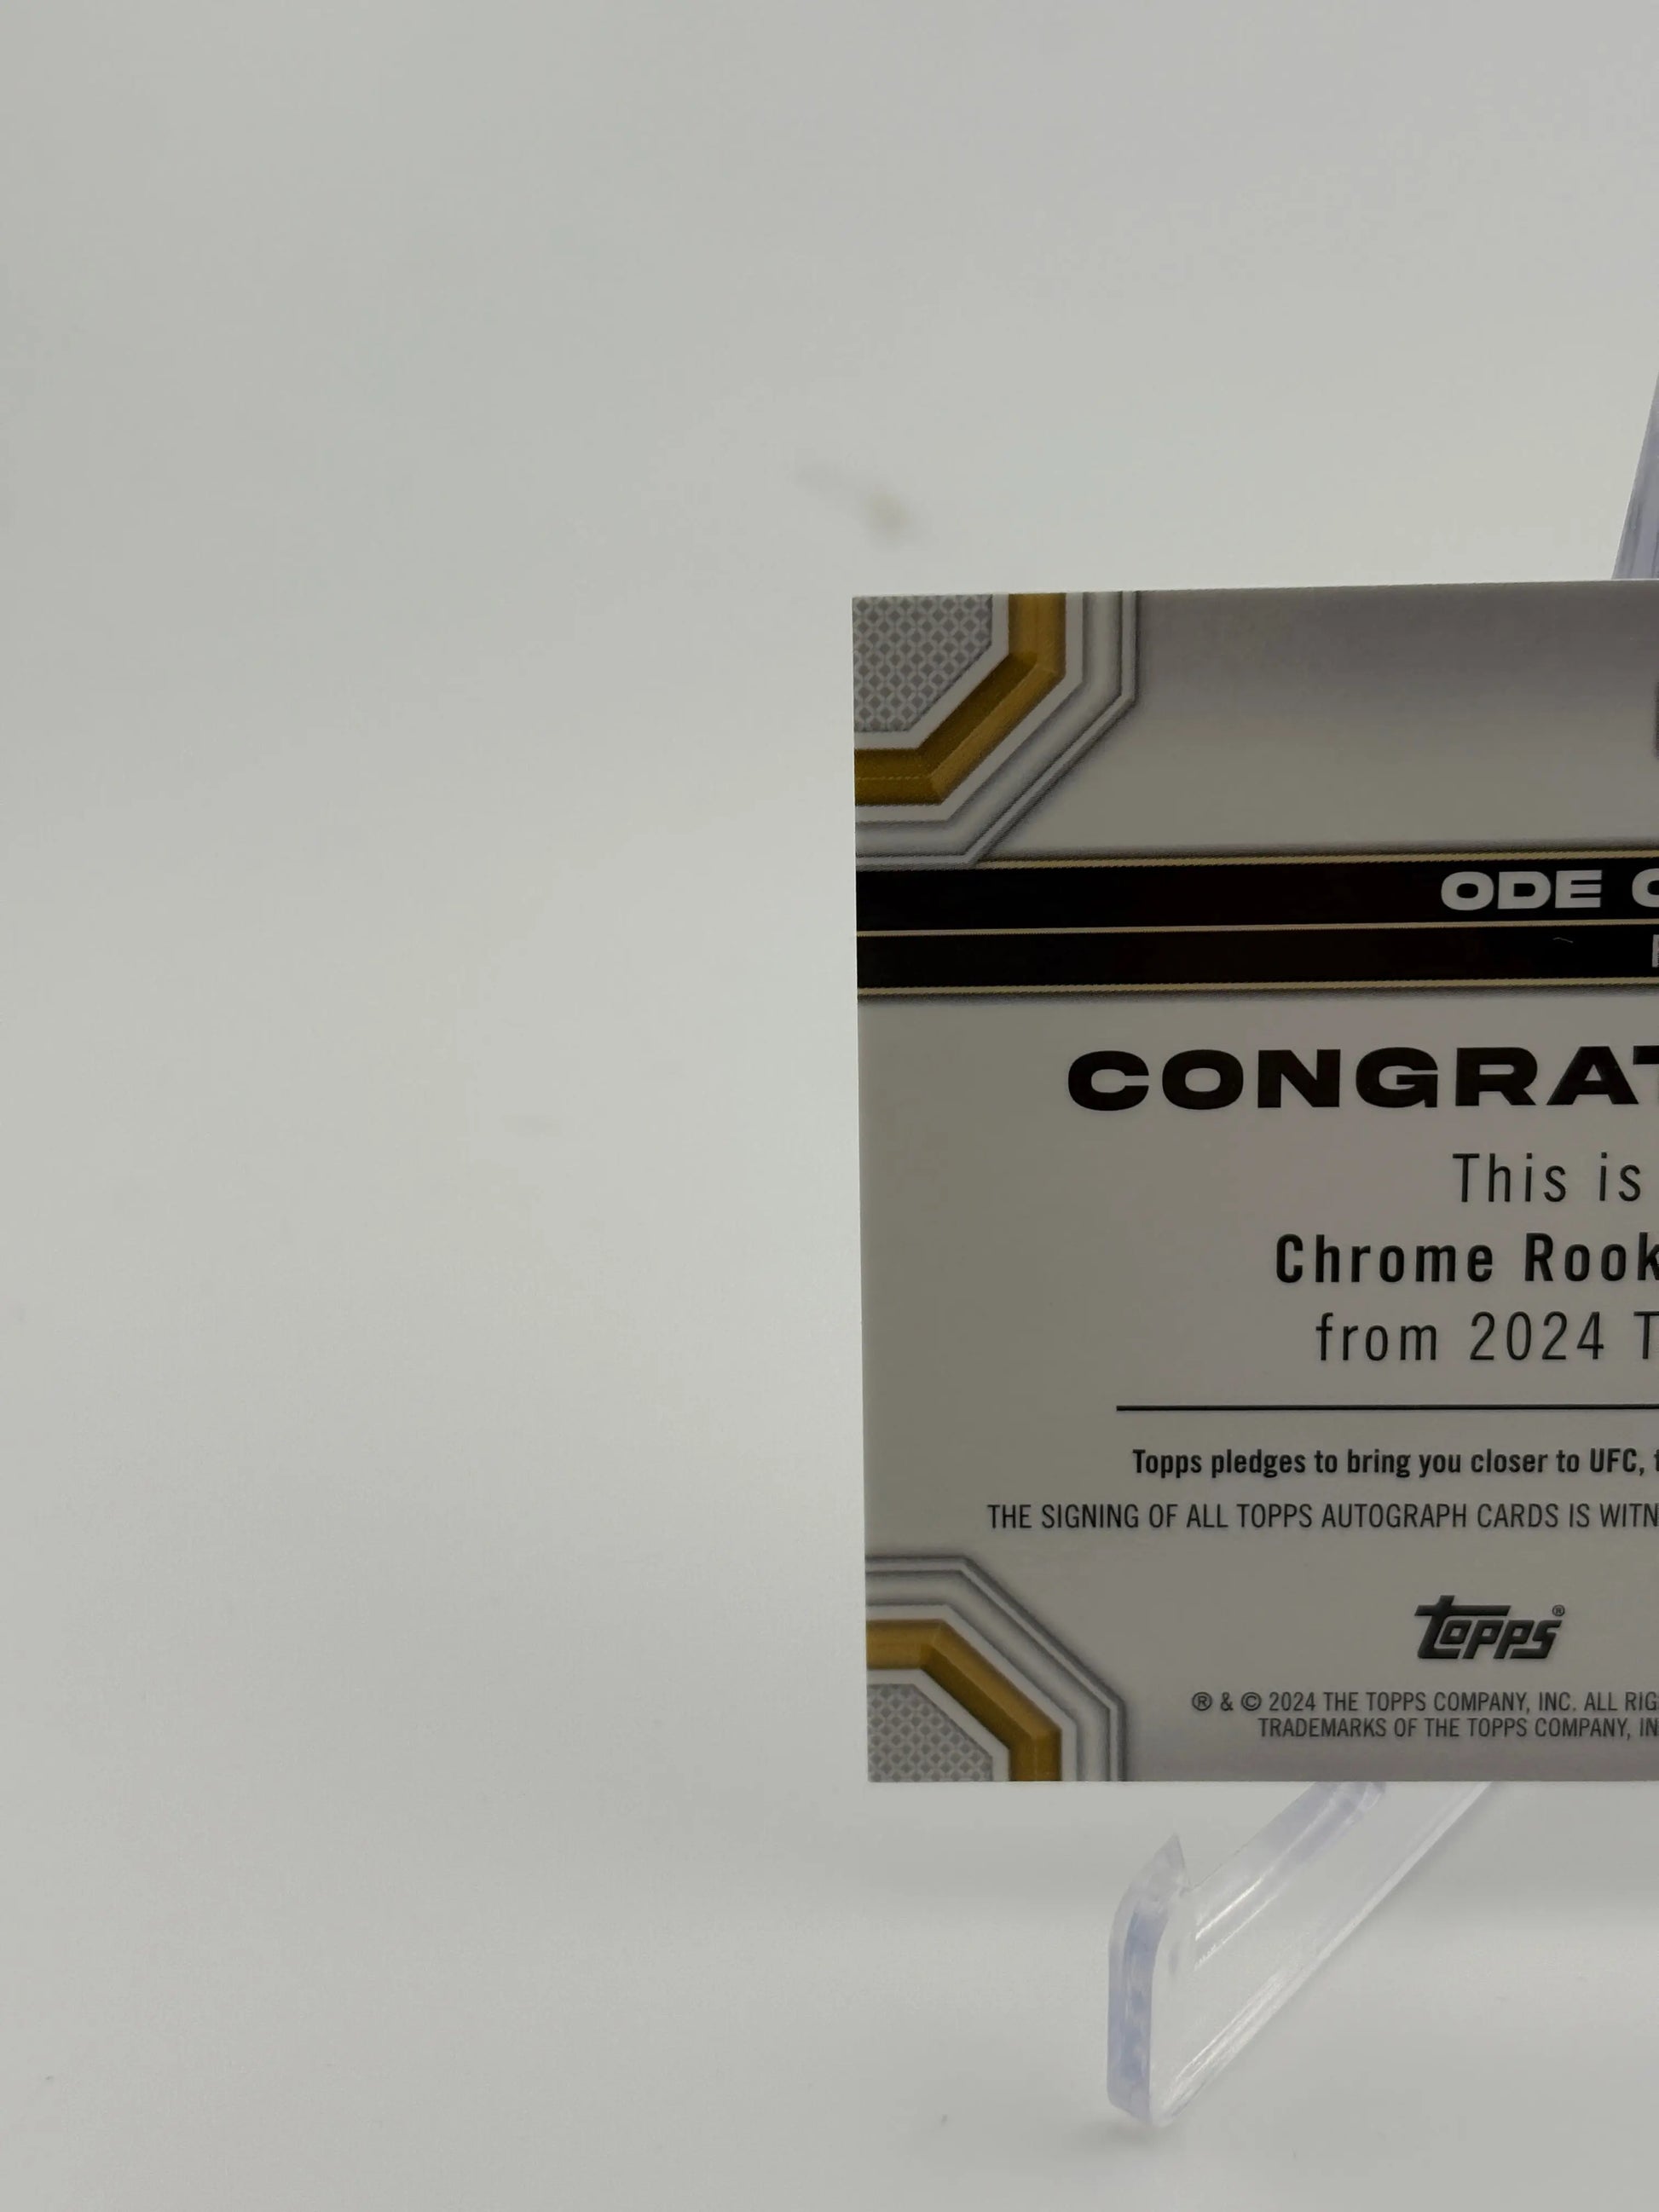 ODE
CONGRAT
This is
Chrome Rook
from 2024 T
Topps pledges to bring you closer to UFC,
THE SIGNING OF ALL TOPPS AUTOGRAPH CARDS IS WITN
Topps®
® & © 2024 THE TOPPS COMPANY, INC. ALL RIG
TRADEMARKS OF THE TOPPS COMPANY, IN